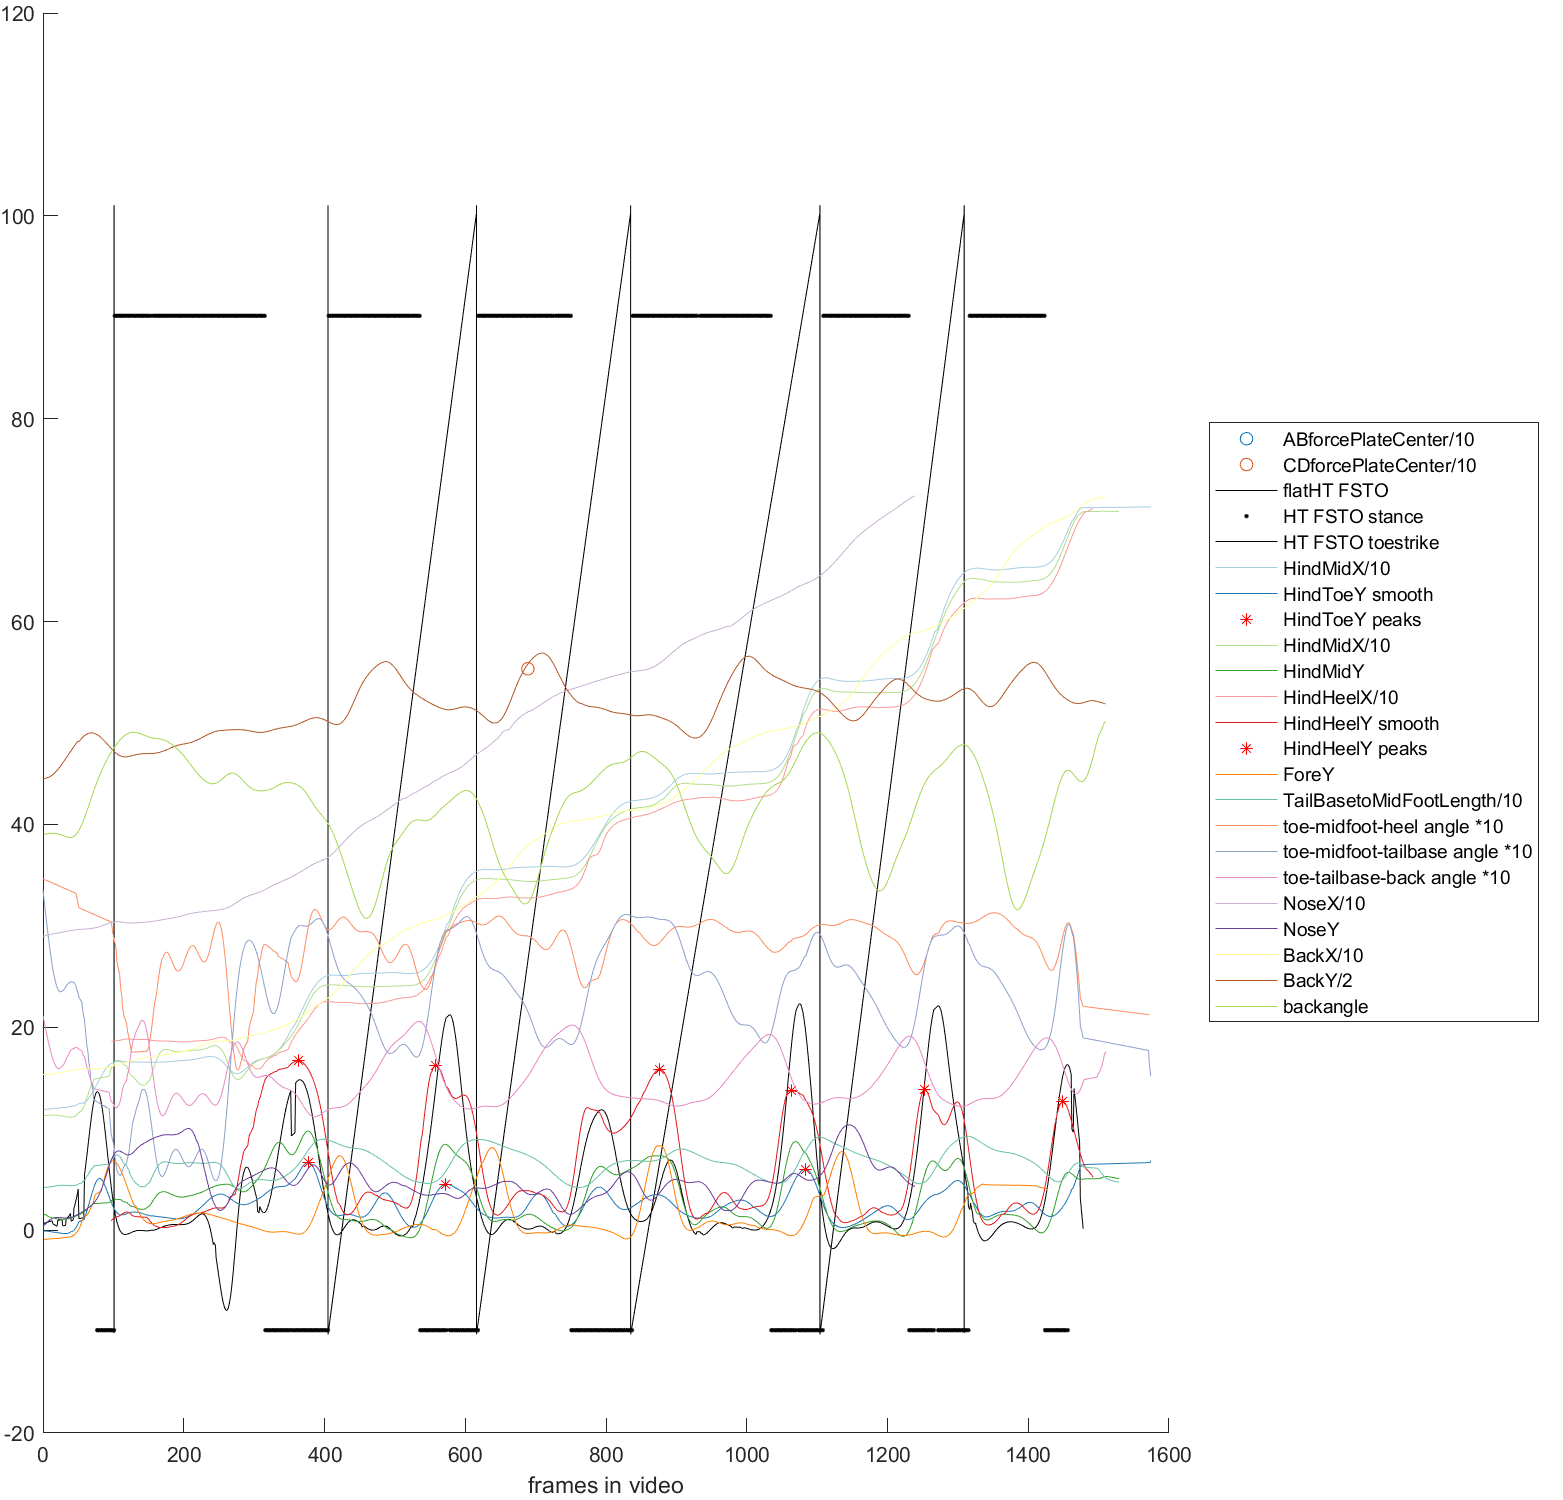 120
100
80
60
40
20
0
-20
0 200 400 600 800 1000 1200 1400 1600
frames in video
ABforcePlateCenter/10
CDforcePlateCenter/10
flatHT FSTO
HT FSTO stance
HT FSTO toestrike
HindMidX/10
HindToeY smooth
HindToeY peaks
HindMidX/10
HindMidY
HindHeelX/10
HindHeelY smooth
HindHeelY peaks
ForeY
TailBasetoMidFootLength/10
toe-midfoot-heel angle *10
toe-midfoot-tailbase angle *10
toe-tailbase-back angle *10
NoseX/10
NoseY
BackX/10
BackY/2
backangle